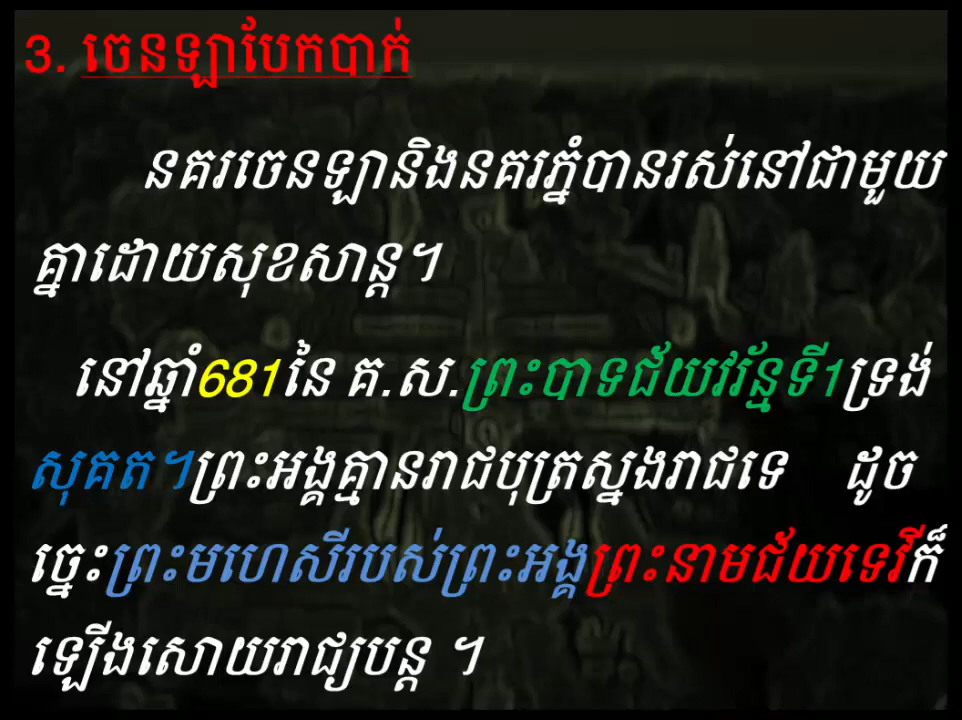 3. ចេនឡាបែកបាក់
នគរចេនឡានិងនគរភ្នំបានរស់នៅជាមួយ
គ្នាដោយសុខសាន្ត។
នៅឆ្នាំ681នៃ គ.ស.ព្រះបាទជ័យវរ័ន្មទី1ទ្រង់
សុគត។ព្រះអង្គគ្មានរាជបុត្រស្នងរាជទេ ដូច
ច្នេះព្រះមហេសីរបស់ព្រះអង្គព្រះនាមជ័យទេវីក៏
ឡើងសោយរាជ្យបន្ត ។